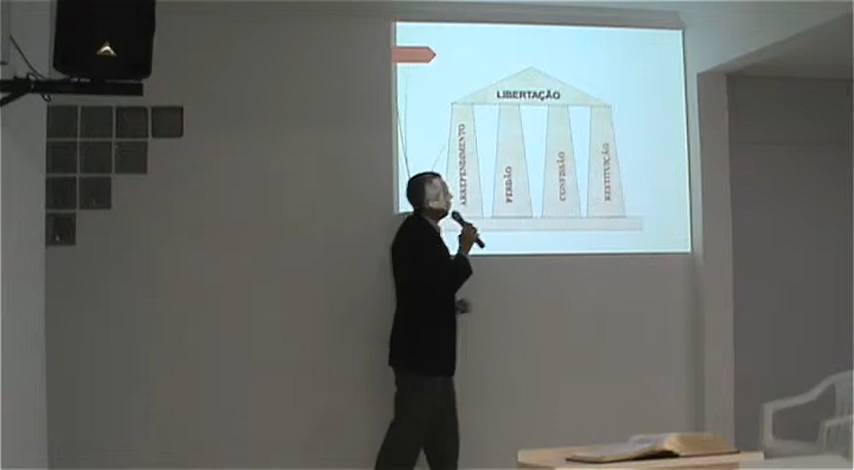 LIBERTAÇÃO
ARREPENDIMENTO
PERDÃO
CONFISSÃO
RESTITUIÇÃO